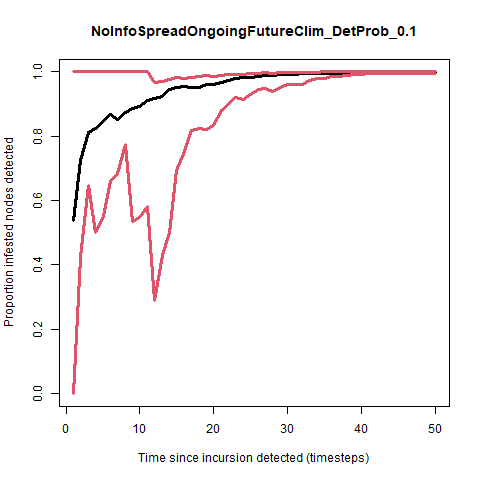 NoInfoSpreadOngoingFutureClim_DetProb_0.1
Proportion infested nodes detected
1.0
0.8
0.6
0.4
0.2
0.0
0 10 20 30 40 50
Time since incursion detected (timesteps)